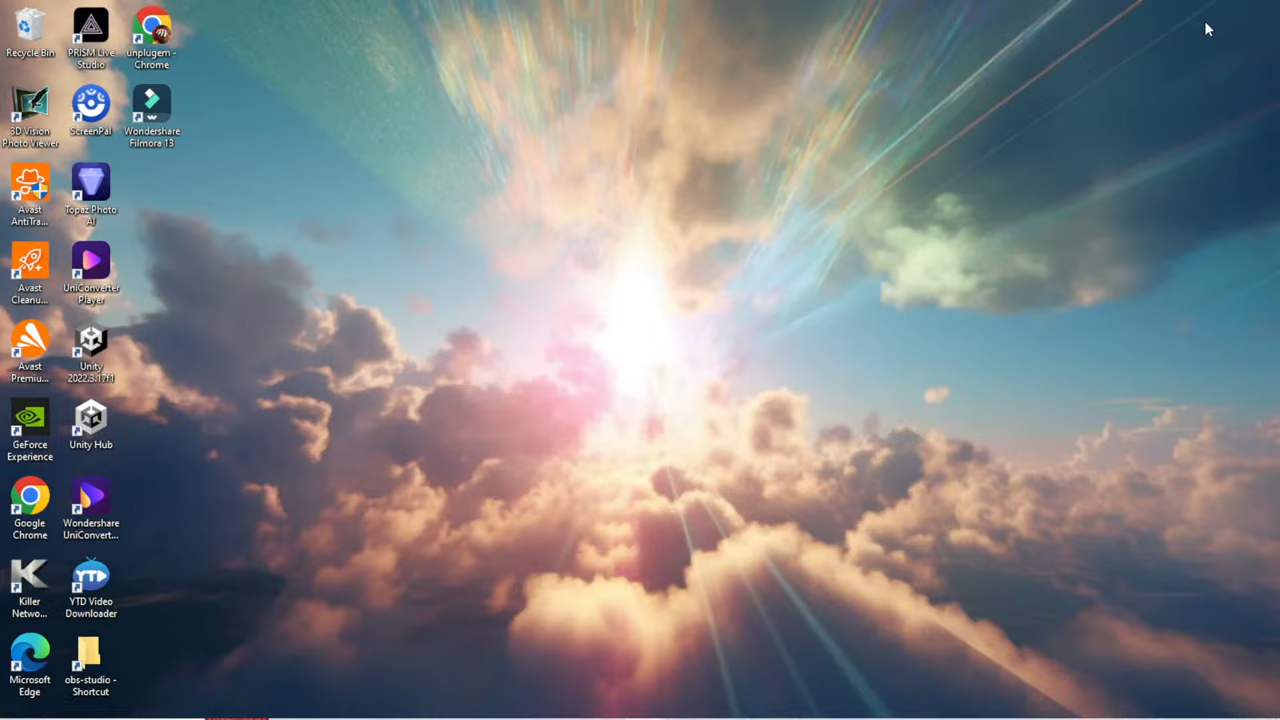 Recycle Bin
PRISM Live
Studio
unplugem -
Chrome
3D Vision
Photo Viewer
ScreenPal
Wondershare
Filmora 13
Avast
AntiTra...
Topaz Photo
AI
Avast
Cleanu...
UniConverter
Player
Avast
Premiu...
Unity
2022.3.17f1
GeForce
Experience
Unity Hub
Google
Chrome
Wondershare
UniConvert...
Killer
Netwo...
YTD
YTD Video
Downloader
Microsoft
Edge
obs-studio -
Shortcut